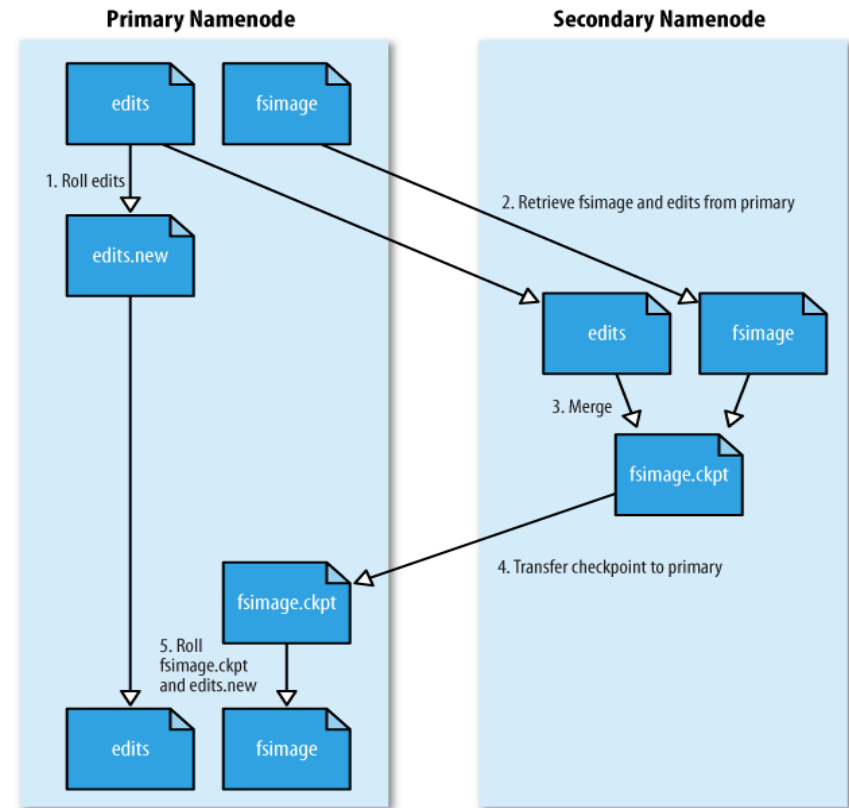 Primary Namenode
Secondary Namenode
edits
fsimage
1. Roll edits
2. Retrieve fsimage and edits from primary
edits.new
edits
fsimage
3. Merge
fsimage.ckpt
4. Transfer checkpoint to primary
fsimage.ckpt
5. Roll
fsimage.ckpt
and edits.new
edits
fsimage